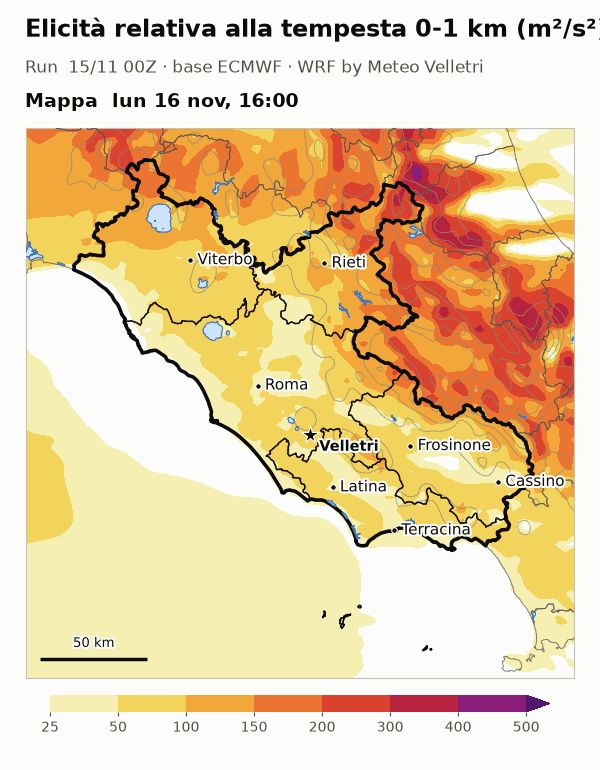 Elicità relativa alla tempesta 0-1 km (m²/s²)
Run 15/11 00Z · base ECMWF · WRF by Meteo Velletri
Mappa lun 16 nov, 16:00
Viterbo
Rieti
Roma
Velletri
Frosinone
Cassino
Latina
Terracina
50 km
25 50 100 150 200 300 400 500